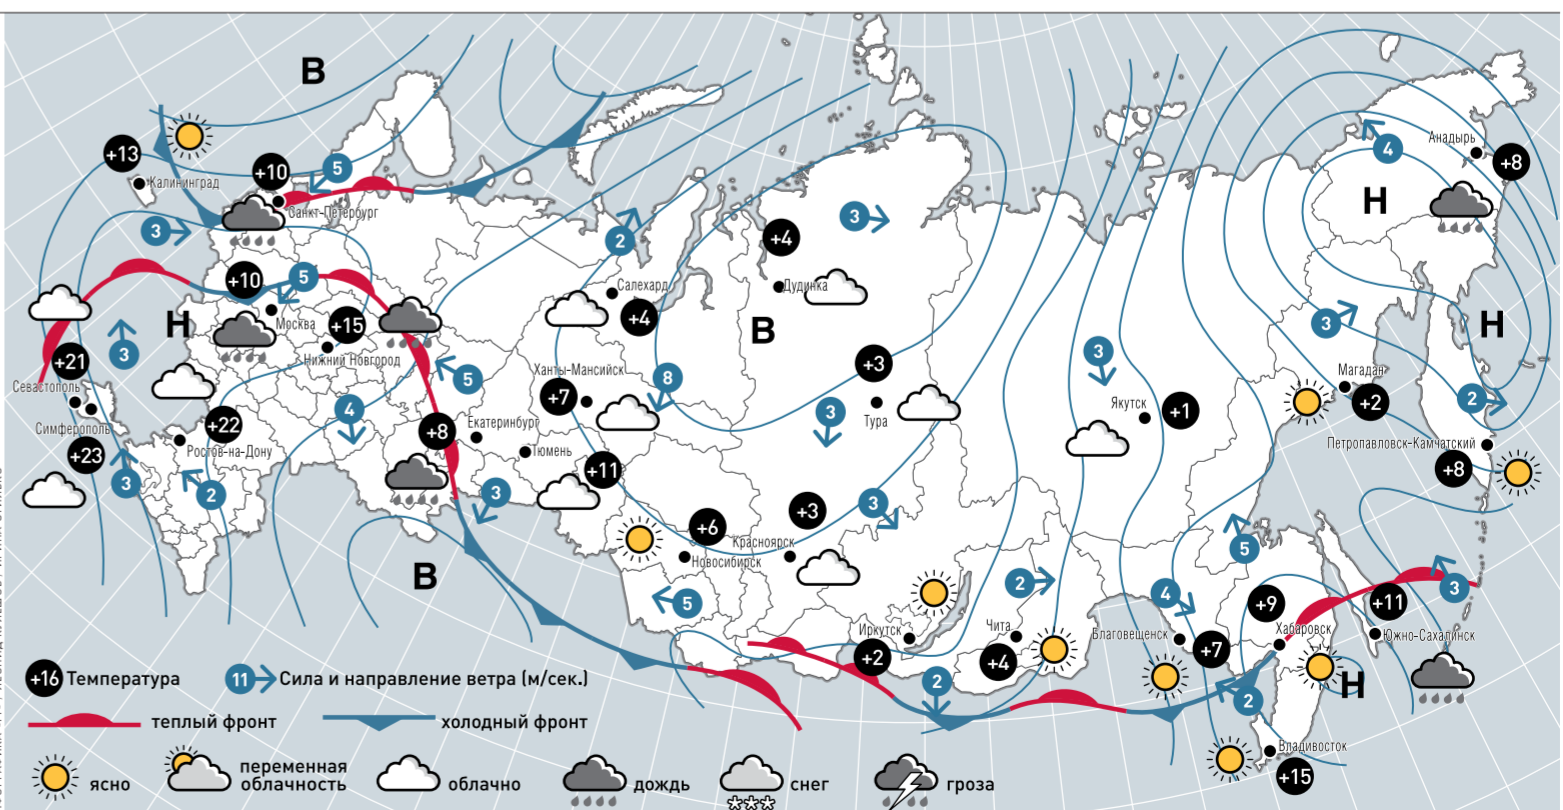 В
+13
Калининград
+10
5
Санкт-Петербург
3
+10
5
Москва
Н
+15
Нижний Новгород
3
+21
Севастополь
Симферополь
+23
+22
Ростов-на-Дону
3
2
4
5
+8
Екатеринбург
Тюмень
3
В
2
Салехард
+4
Ханты-Мансийск
+7
8
+11
+4
Дудинка
3
В
+3
Тура
3
+6
Новосибирск
+3
Красноярск
3
5
Иркутск
+2
2
Чита
+4
2
3
Якутск
+1
4
Благовещенск
+7
5
+9
Хабаровск
2
Н
Владивосток
+15
+11
Южно-Сахалинск
3
4
Анадырь
+8
Н
Н
3
Магадан
+2
2
Петропавловск-Камчатский
+8
+16 Температура
11 Сила и направление ветра (м/сек.)
теплый фронт
холодный фронт
ясно
переменная
облачность
облачно
дождь
снег
гроза